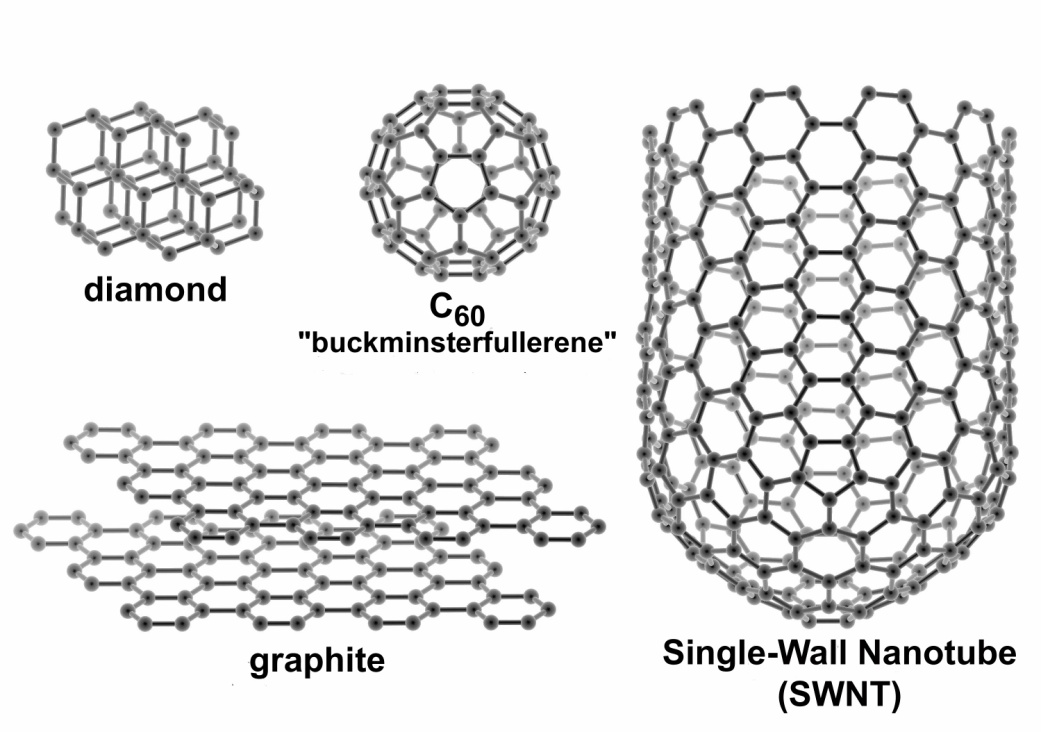 diamond
C60
"buckminsterfullerene"
graphite
Single-Wall Nanotube
(SWNT)